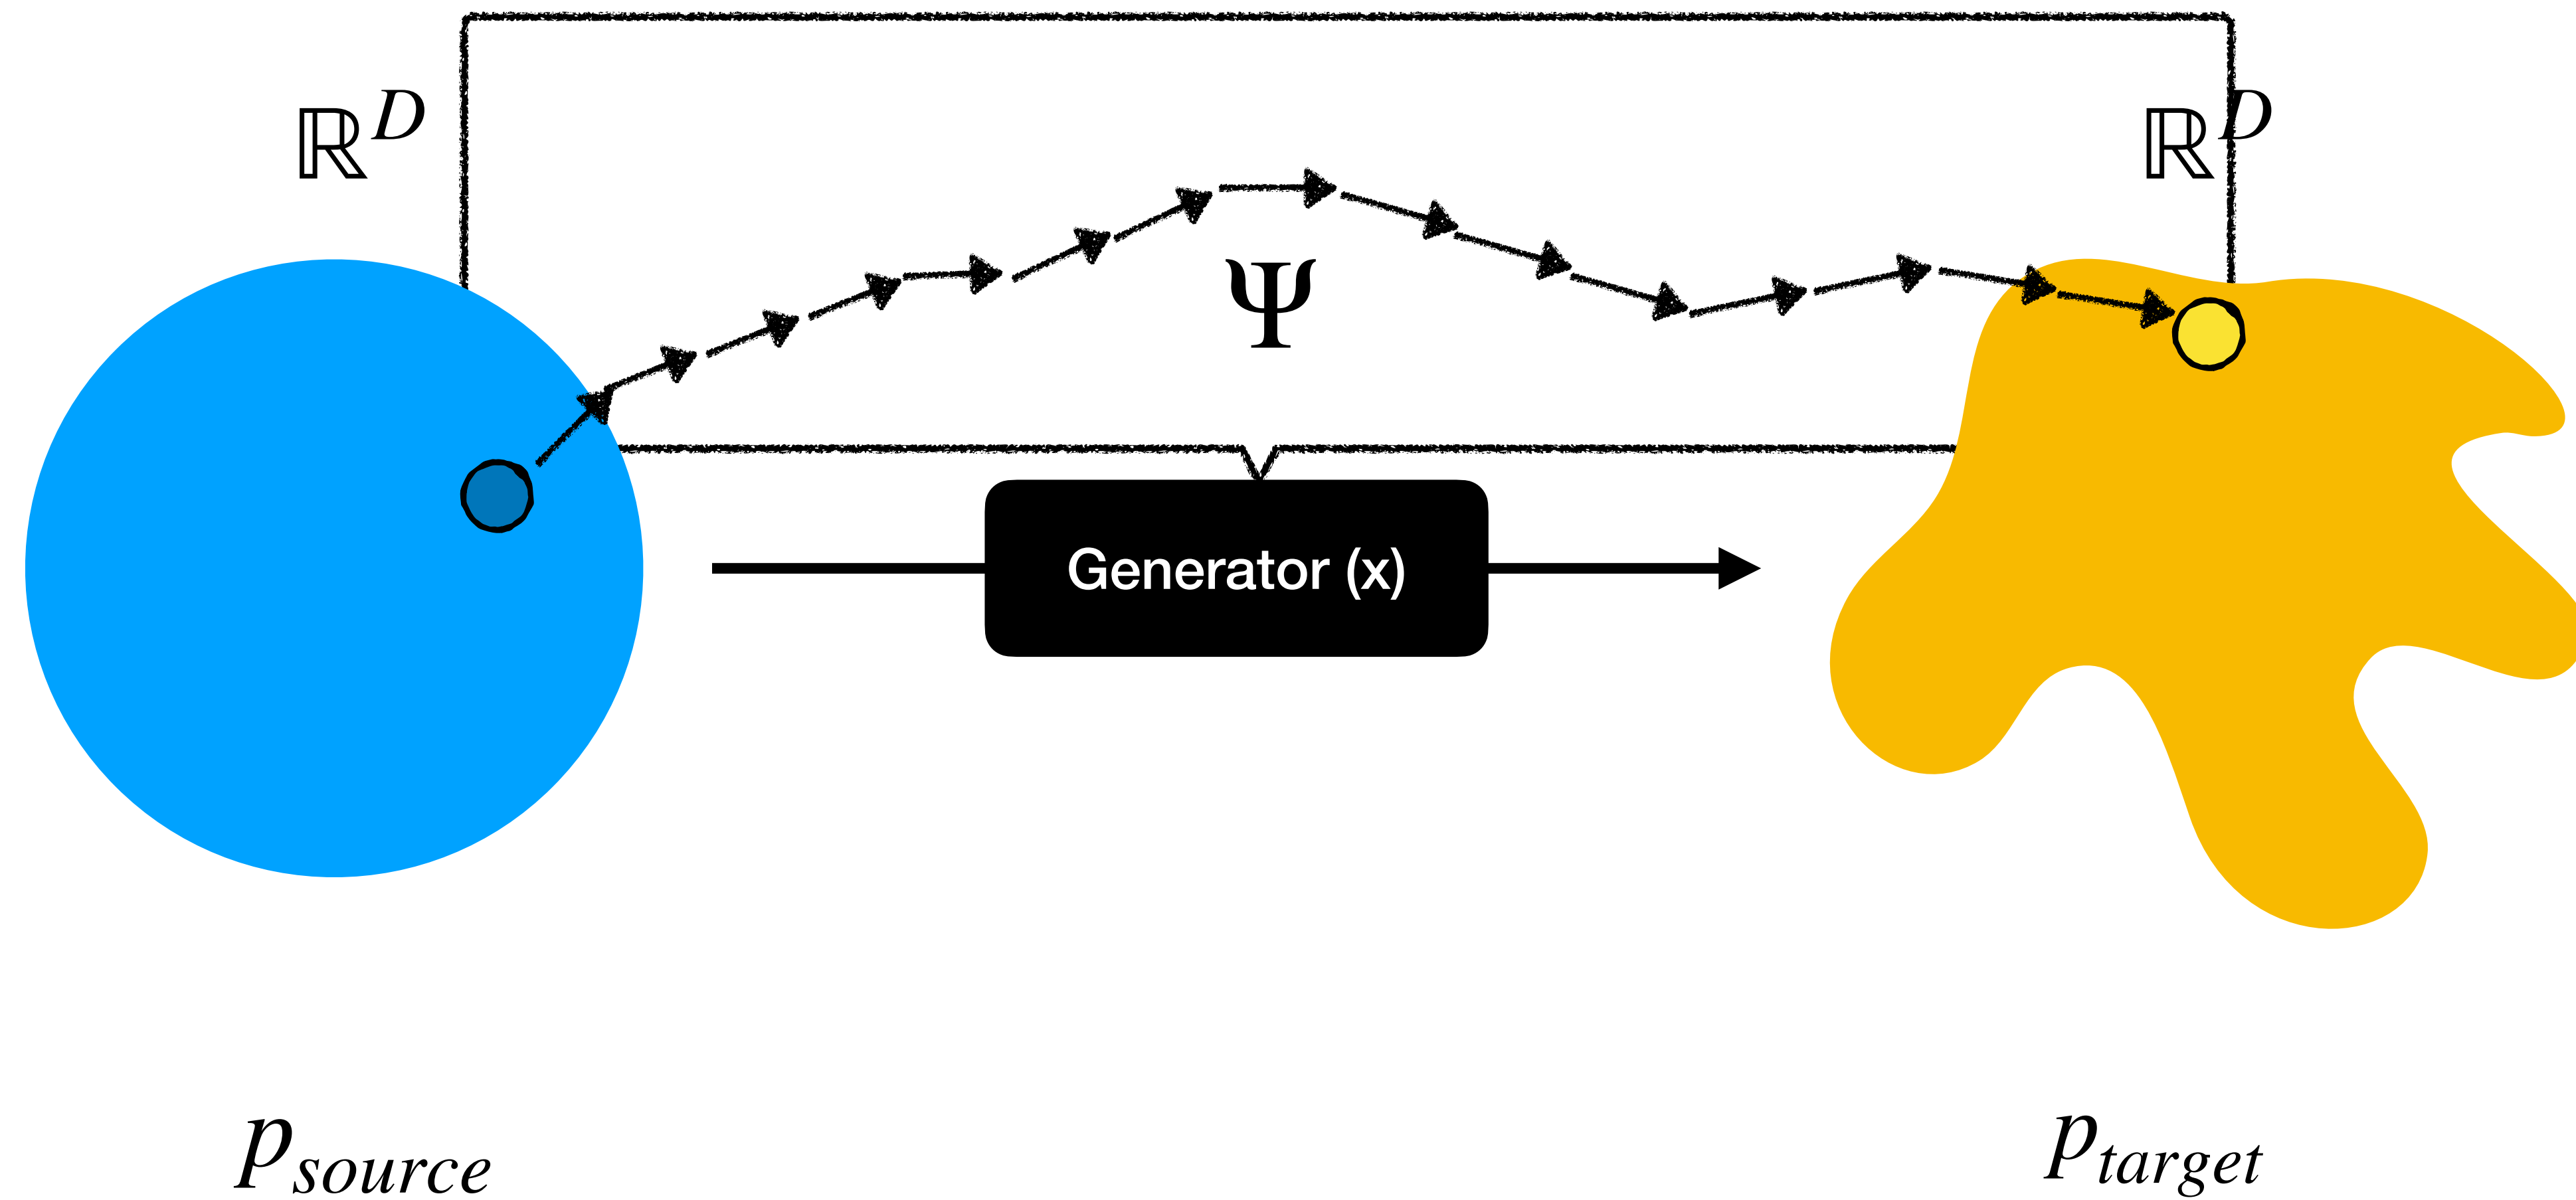 ℝ^D
ℝ^D
Ψ
Generator (x)
p_source
p_target